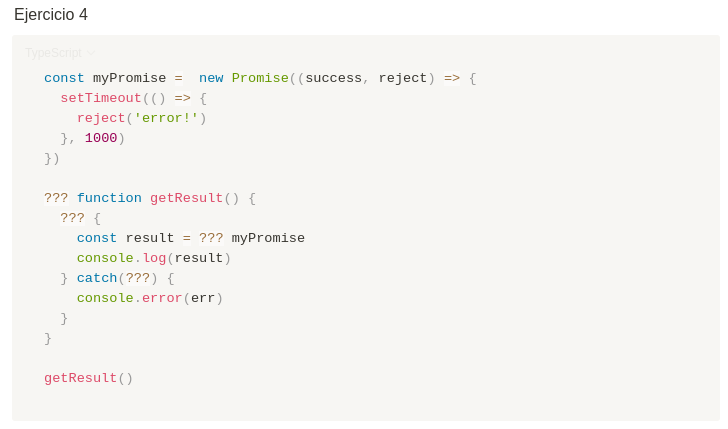 Ejercicio 4
TypeScript
const myPromise =  new Promise((success, reject) => {
  setTimeout(() => {
    reject('error!')
  }, 1000)
})

??? function getResult() {
  ??? {
    const result = ??? myPromise
    console.log(result)
  } catch(???) {
    console.error(err)
  }
}

getResult()